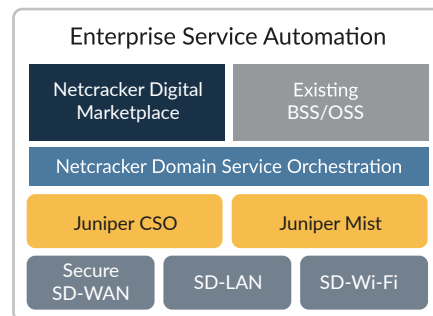 Enterprise Service Automation
Netcracker Digital
Marketplace
Existing
BSS/OSS
Netcracker Domain Service Orchestration
Juniper CSO
Juniper Mist
Secure
SD-WAN
SD-LAN
SD-Wi-Fi